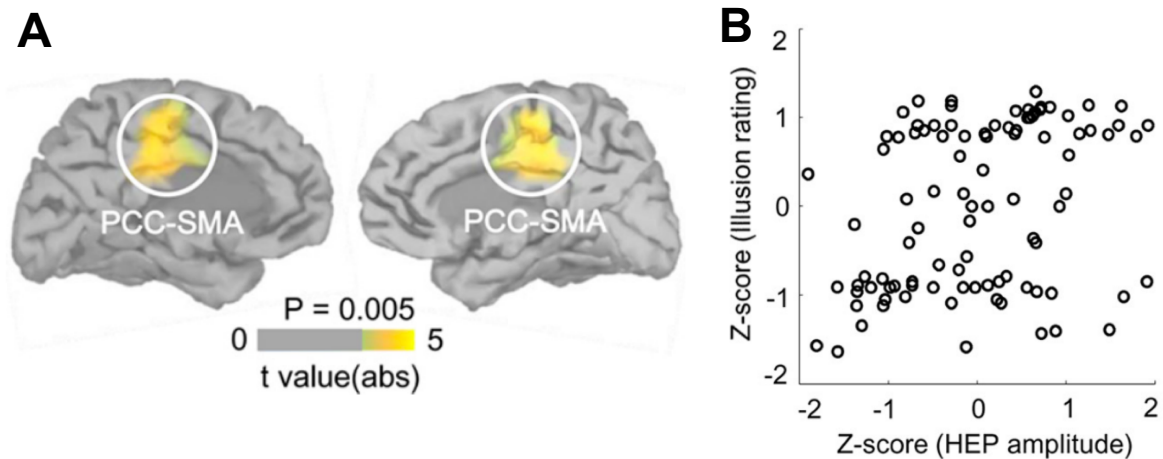 A
PCC-SMA
PCC-SMA
P = 0.005
0
5
t value(abs)
B
Z-score (Illusion rating)
2
1
0
-1
-2
-2
-1
0
1
2
Z-score (HEP amplitude)